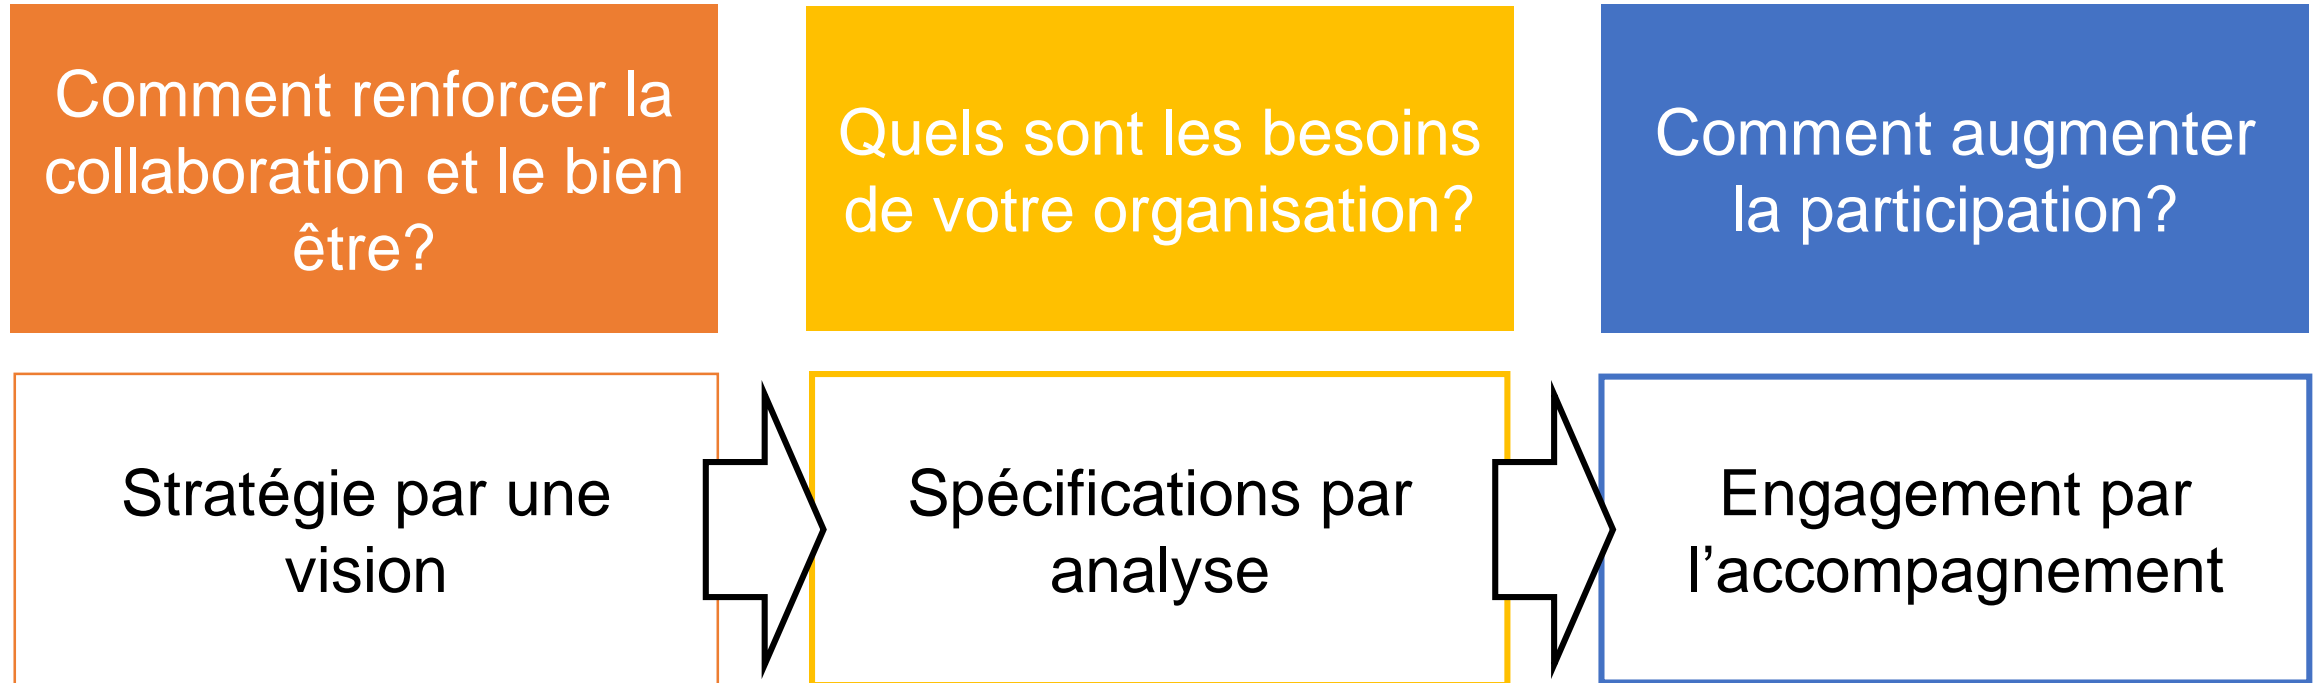 Comment renforcer la
collaboration et le bien
être?
Quels sont les besoins
de votre organisation?
Comment augmenter
la participation?
Stratégie par une
vision
Spécifications par
analyse
Engagement par
l’accompagnement